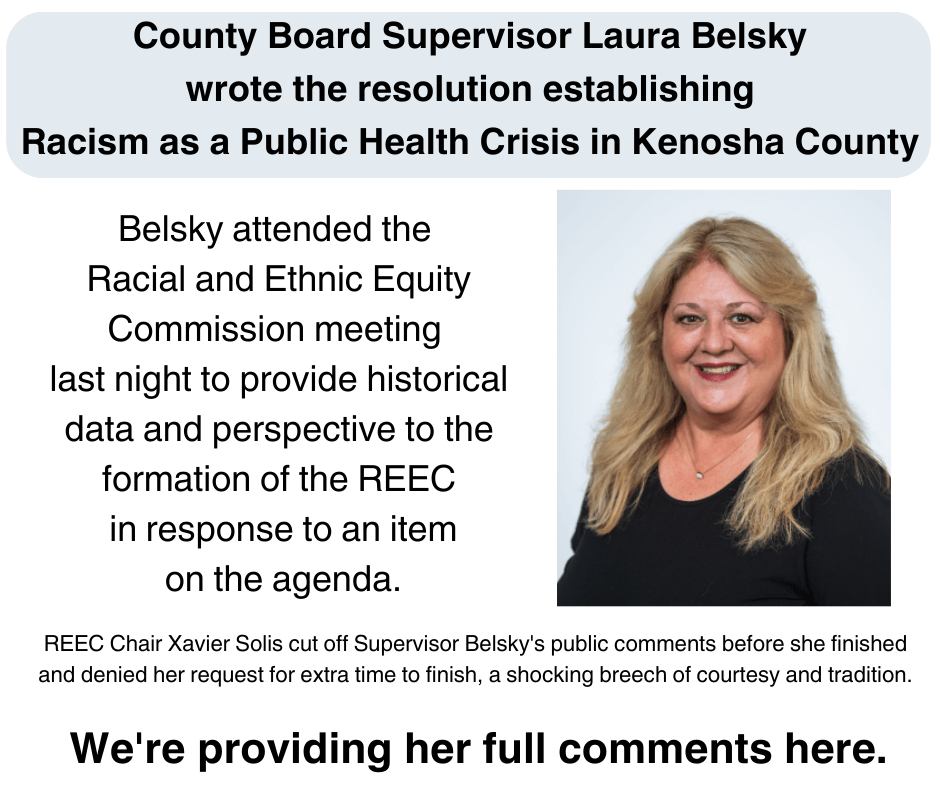 County Board Supervisor Laura Belsky
wrote the resolution establishing
Racism as a Public Health Crisis in Kenosha County
Belsky attended the
Racial and Ethnic Equity
Commission meeting
last night to provide historical
data and perspective to the
formation of the REEC
in response to an item
on the agenda.
REEC Chair Xavier Solis cut off Supervisor Belsky's public comments before she finished
and denied her request for extra time to finish, a shocking breech of courtesy and tradition.
We're providing her full comments here.